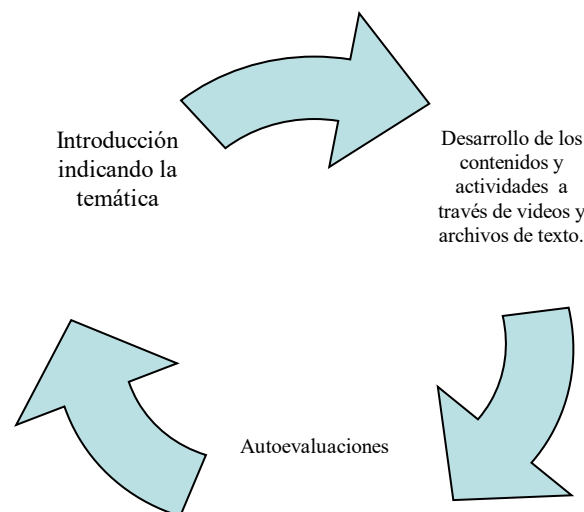 Introducción
indicando la
temática
Desarrollo de los
contenidos y
actividades a
través de videos y
archivos de texto.
Autoevaluaciones